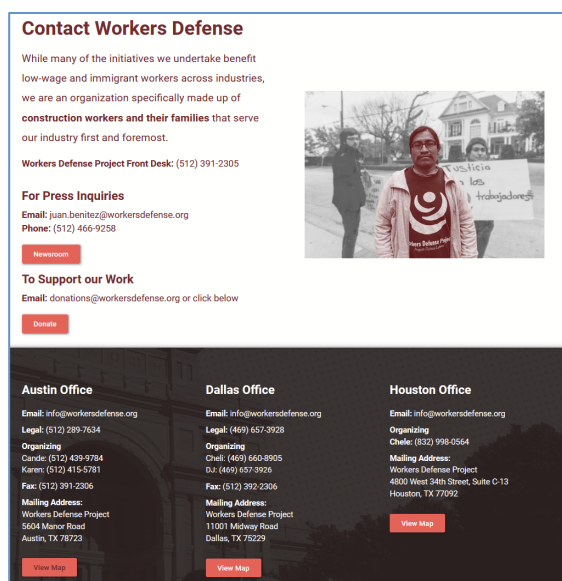 Contact Workers Defense
While many of the initiatives we undertake benefit
low-wage and immigrant workers across industries,
we are an organization specifically made up of
construction workers and their families that serve
our industry first and foremost.
Workers Defense Project Front Desk: (512) 391-2305
For Press Inquiries
Email: juan.benitez@workersdefense.org
Phone: (512) 466-9258
Newsroom
To Support our Work
Email: donations@workersdefense.org or click below
Donate
Justicia
los
trabajadores
Workers Defense Project
Austin Office
Email: info@workersdefense.org
Legal: (512) 289-7634
Organizing
Cande: (512) 439-9784
Karen: (512) 415-5781
Fax: (512) 391-2306
Mailing Address:
Workers Defense Project
5604 Manor Road
Austin, TX 78723
View Map
Dallas Office
Email: info@workersdefense.org
Legal: (469) 657-3928
Organizing
Cheli: (469) 660-8905
DJ: (469) 657-3926
Fax: (512) 392-2306
Mailing Address:
Workers Defense Project
11001 Midway Road
Dallas, TX 75229
View Map
Houston Office
Email: info@workersdefense.org
Organizing
Chele: (832) 998-0564
Mailing Address:
Workers Defense Project
4800 West 34th Street, Suite C-13
Houston, TX 77092
View Map